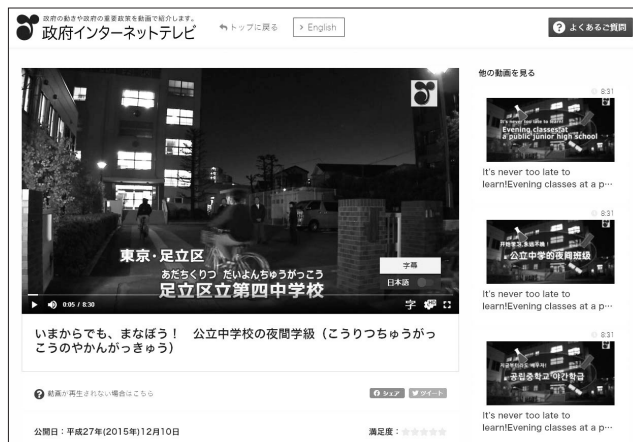 政府の動きや政府の重要政策を動画で紹介します。
政府インターネットテレビ
トップに戻る
> English
? よくあるご質問
東京・足立区
あだちくりつ だいよんちゅうがっこう
足立区立第四中学校
字幕
日本語
0:05 / 8:30
字
いまからでも、まなぼう！　公立中学校の夜間学級（こうりつちゅうがっ
こうのやかんがっきゅう）
? 動画が再生されない場合はこちら
シェア
ツイート
公開日：平成27年(2015年)12月10日
満足度：☆☆☆☆☆
他の動画を見る
8:31
It's never too late to learn!
Evening classes at
a public junior high school
It's never too late to
learn!Evening classes at a p…
8:31
公立中学的夜间班级
It's never too late to
learn!Evening classes at a p…
8:31
공립중학교 야간학급
It's never too late to
learn!Evening classes at a p…